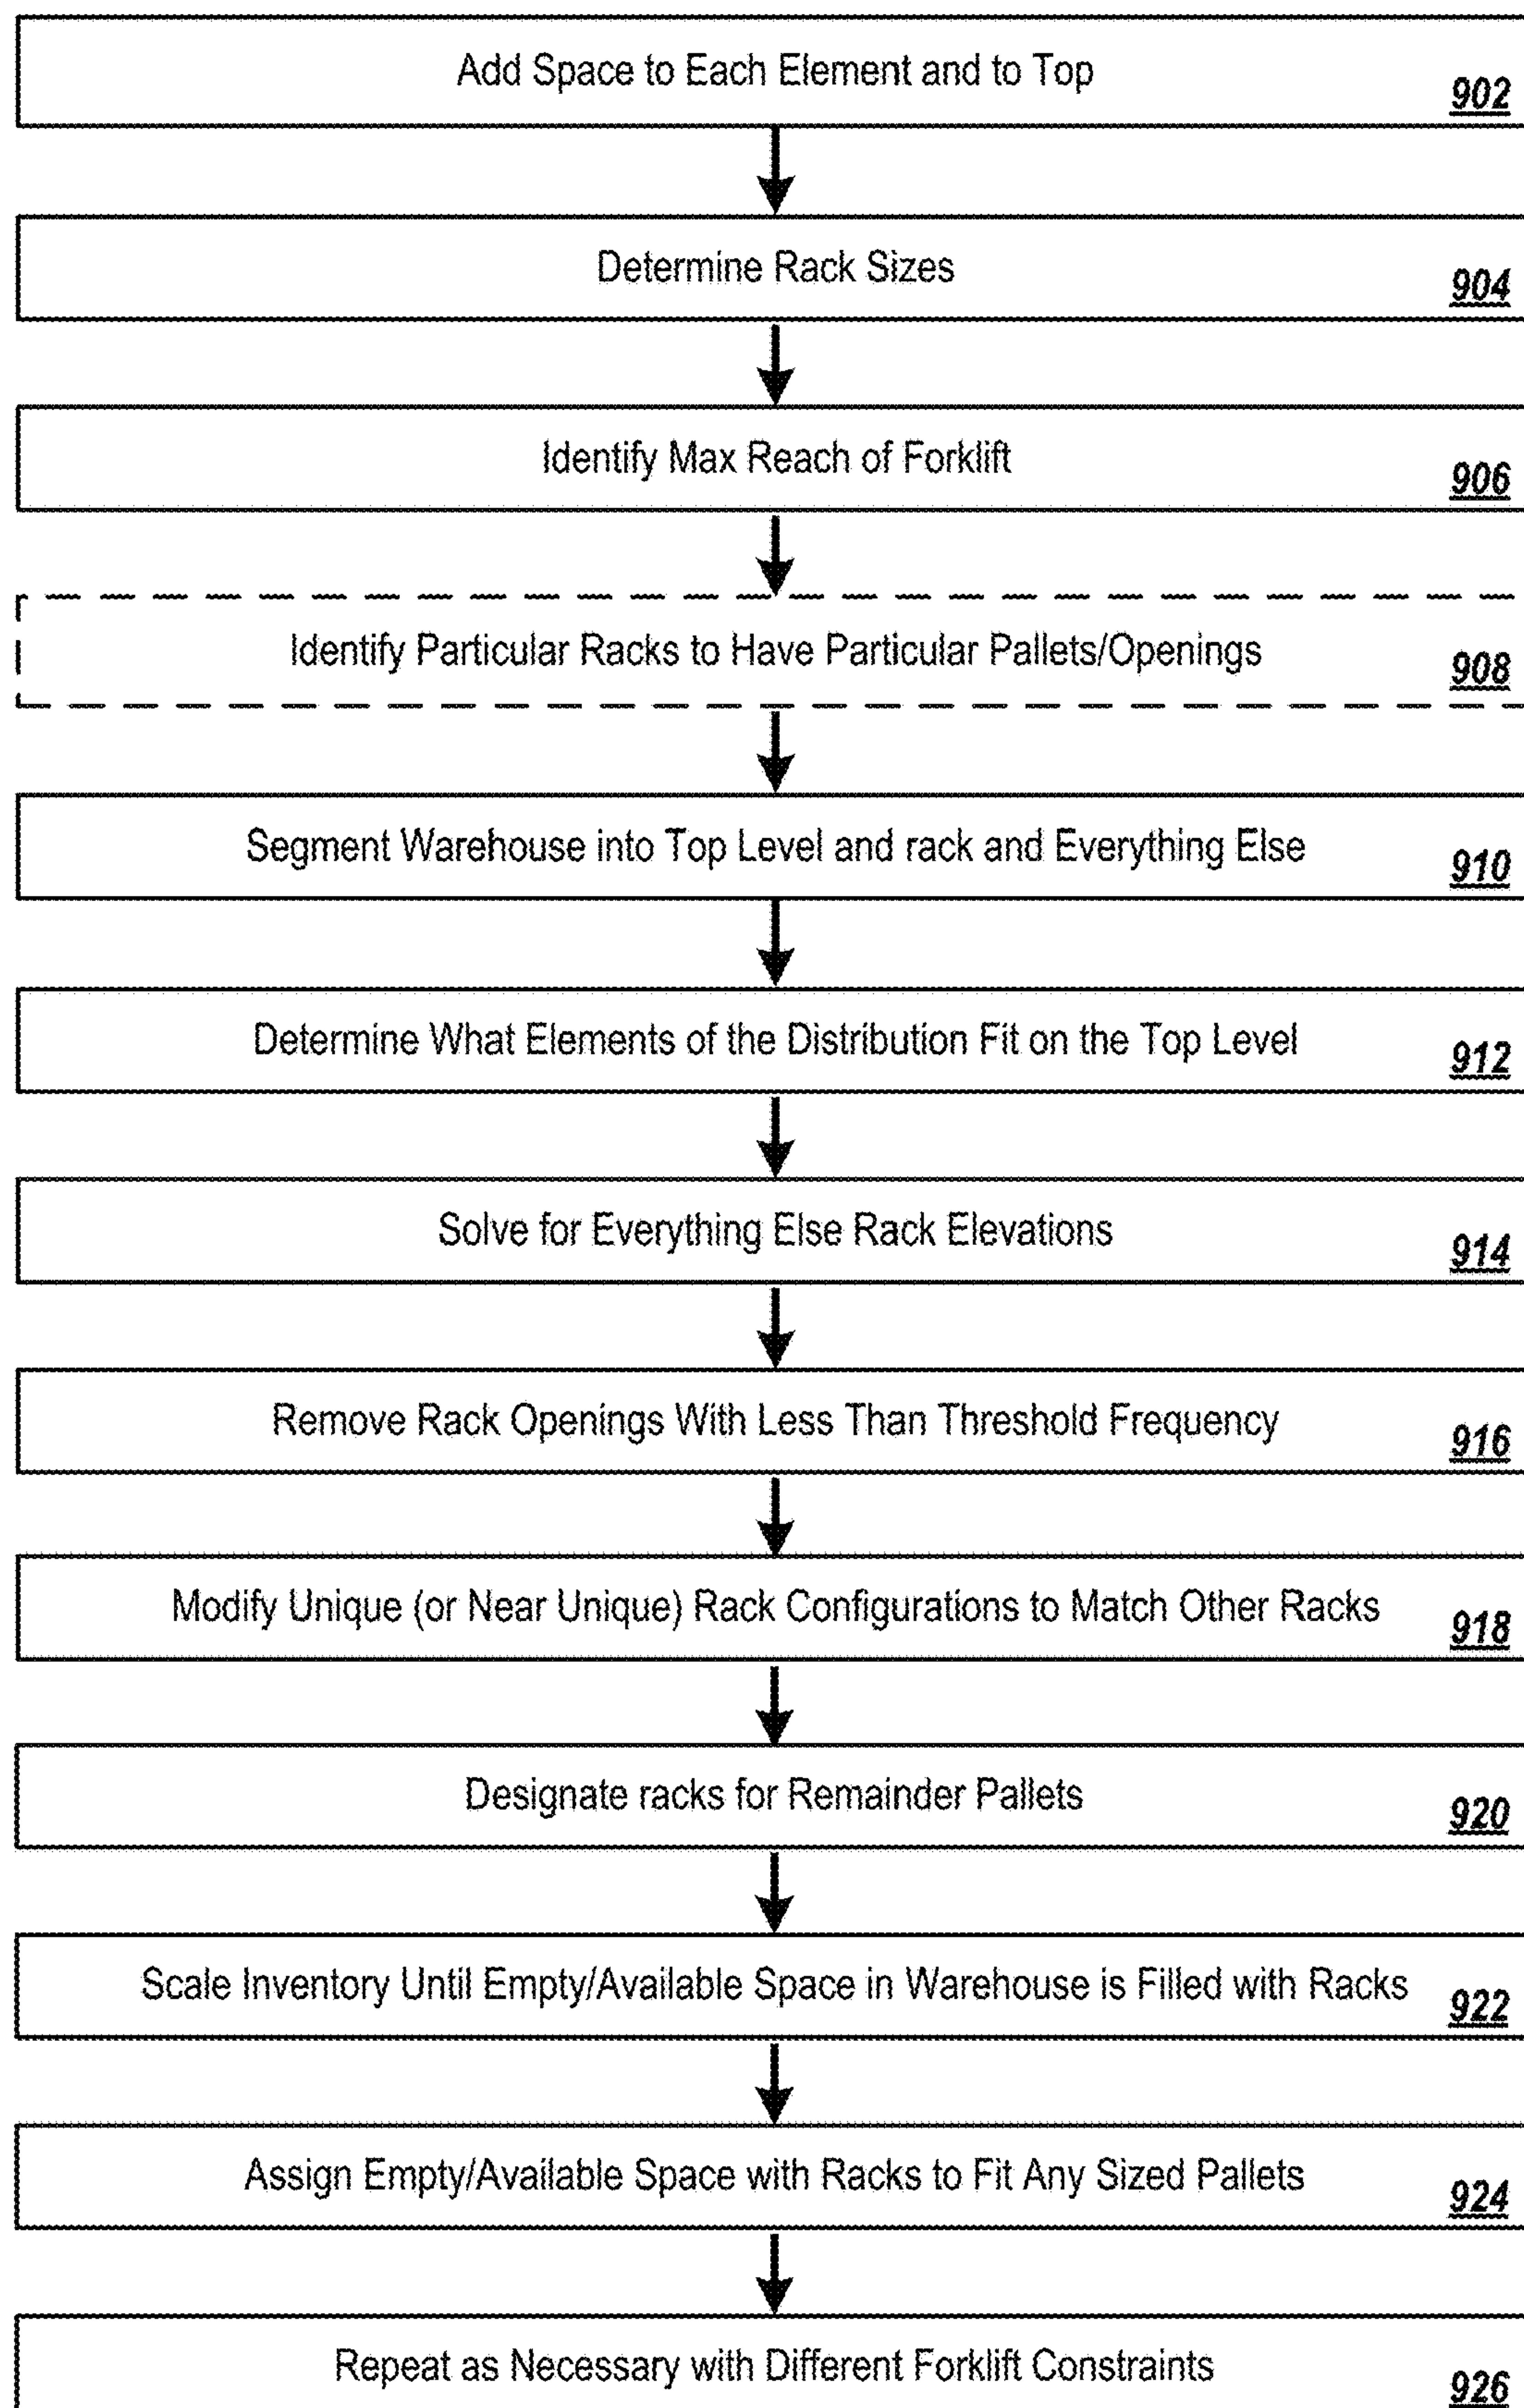 Add Space to Each Element and to Top
902
Determine Rack Sizes
904
Identify Max Reach of Forklift
906
Identify Particular Racks to Have Particular Pallets/Openings
908
Segment Warehouse into Top Level and rack and Everything Else
910
Determine What Elements of the Distribution Fit on the Top Level
912
Solve for Everything Else Rack Elevations
914
Remove Rack Openings With Less Than Threshold Frequency
916
Modify Unique (or Near Unique) Rack Configurations to Match Other Racks
918
Designate racks for Remainder Pallets
920
Scale Inventory Until Empty/Available Space in Warehouse is Filled with Racks
922
Assign Empty/Available Space with Racks to Fit Any Sized Pallets
924
Repeat as Necessary with Different Forklift Constraints
926